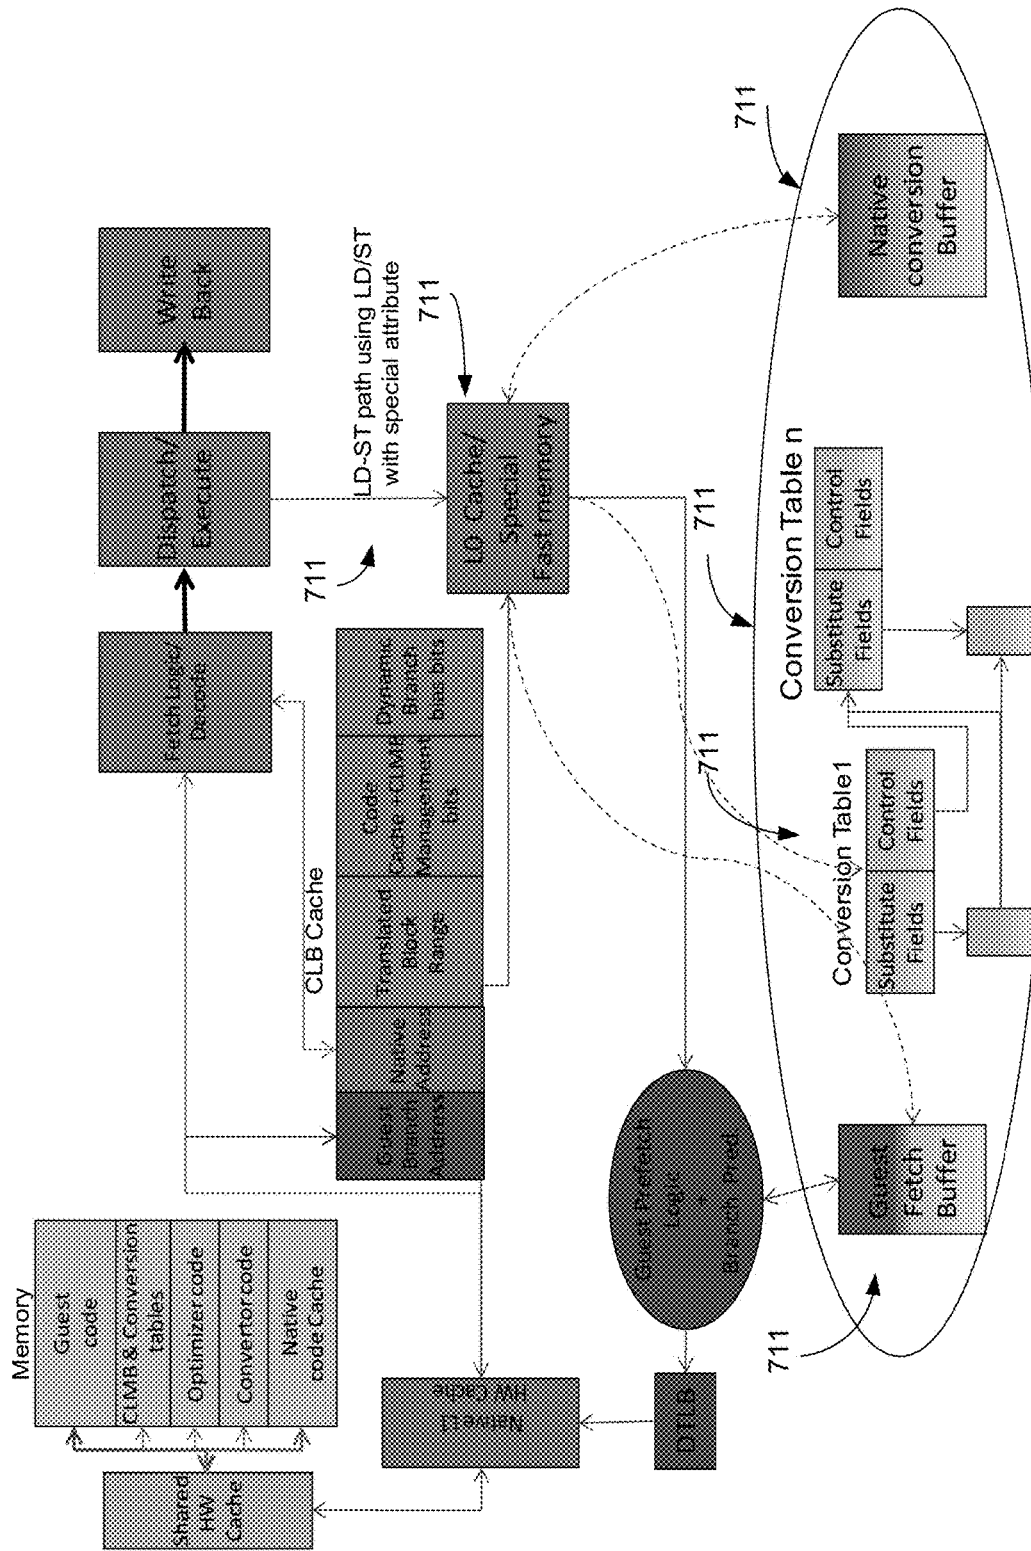 Memory
Guest
code
CLMB & Conversion
tables
Optimizer code
Convertor code
Native
code Cache
Shared
HW
Cache
Native L1
HW Cache
DTLB
Guest Prefetch
Logic
+
Branch Pred.
Guest
Fetch
Buffer
711
CLB Cache
Guest
Branch
Address
Native
Address
Translated
Block
Range
Code
Cache +CLMB
Management
bits
Dynamic
Branch
bias bits
Fetch Logic/
Decode
Dispatch/
Execute
Write
Back
LD-ST path using LD/ST
with special attribute
711
711
LD Cache/
Special
Fast memory
Conversion Table1
Substitute
Fields
Control
Fields
711
Conversion Table n
Substitute
Fields
Control
Fields
711
Native
conversion
Buffer
711